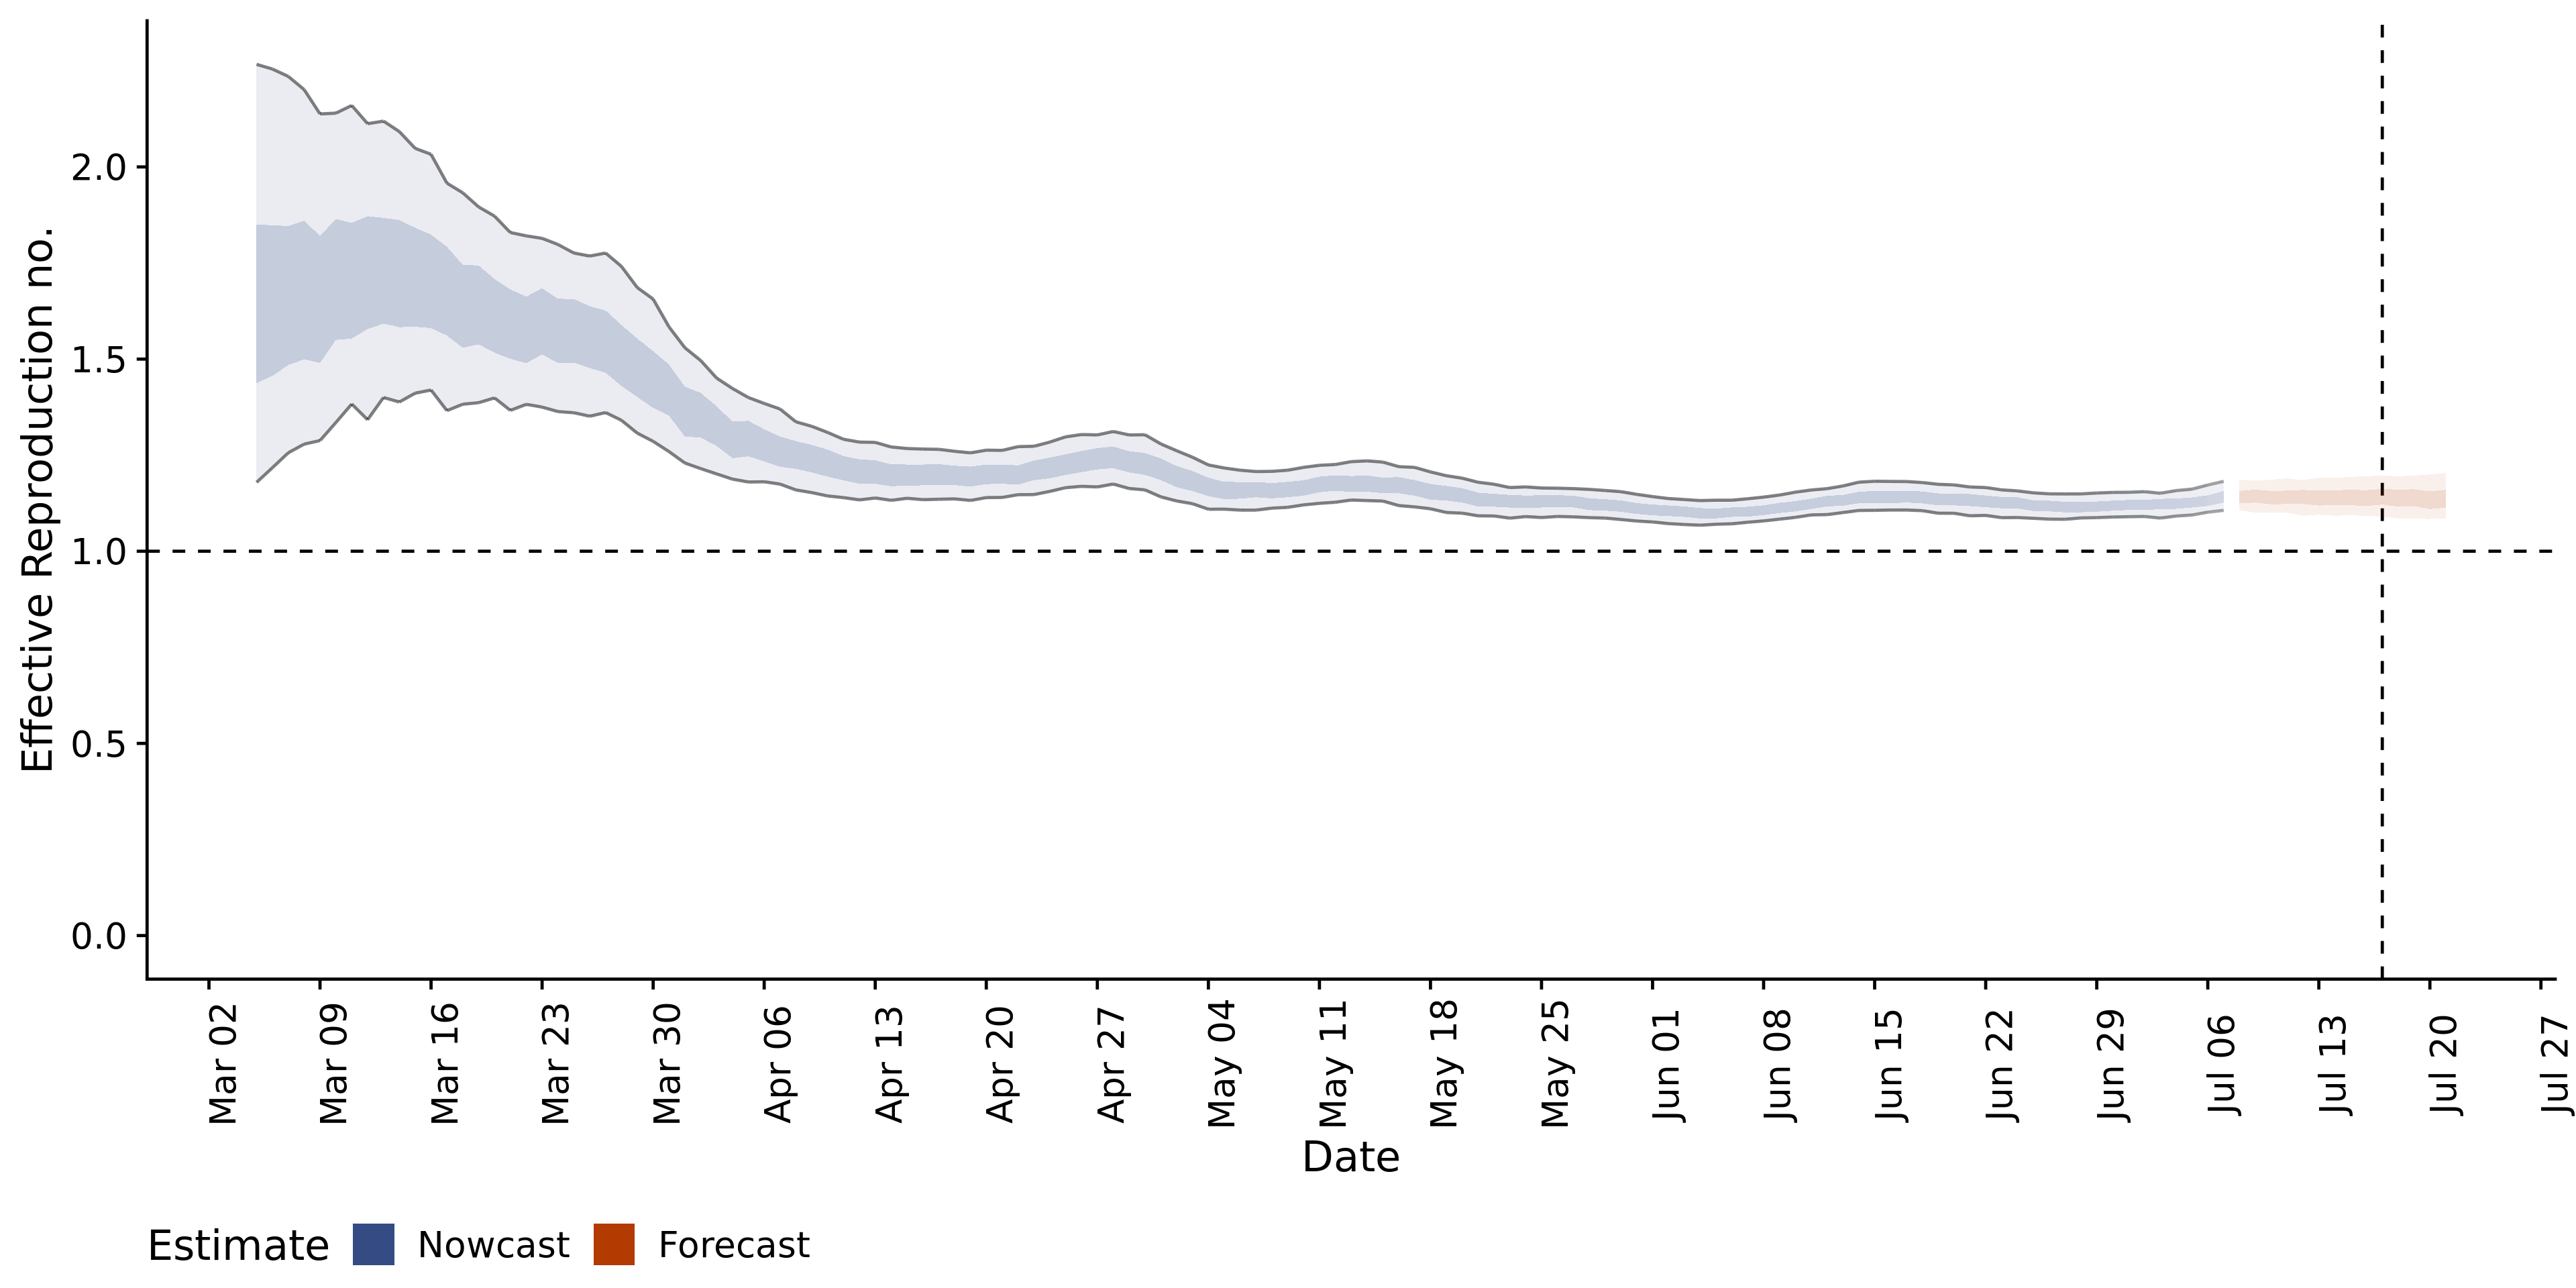 Effective Reproduction no.
2.0
1.5
1.0
0.5
0.0
Mar 02
Mar 09
Mar 16
Mar 23
Mar 30
Apr 06
Apr 13
Apr 20
Apr 27
May 04
May 11
May 18
May 25
Jun 01
Jun 08
Jun 15
Jun 22
Jun 29
Jul 06
Jul 13
Jul 20
Jul 27
Date
Estimate Nowcast Forecast